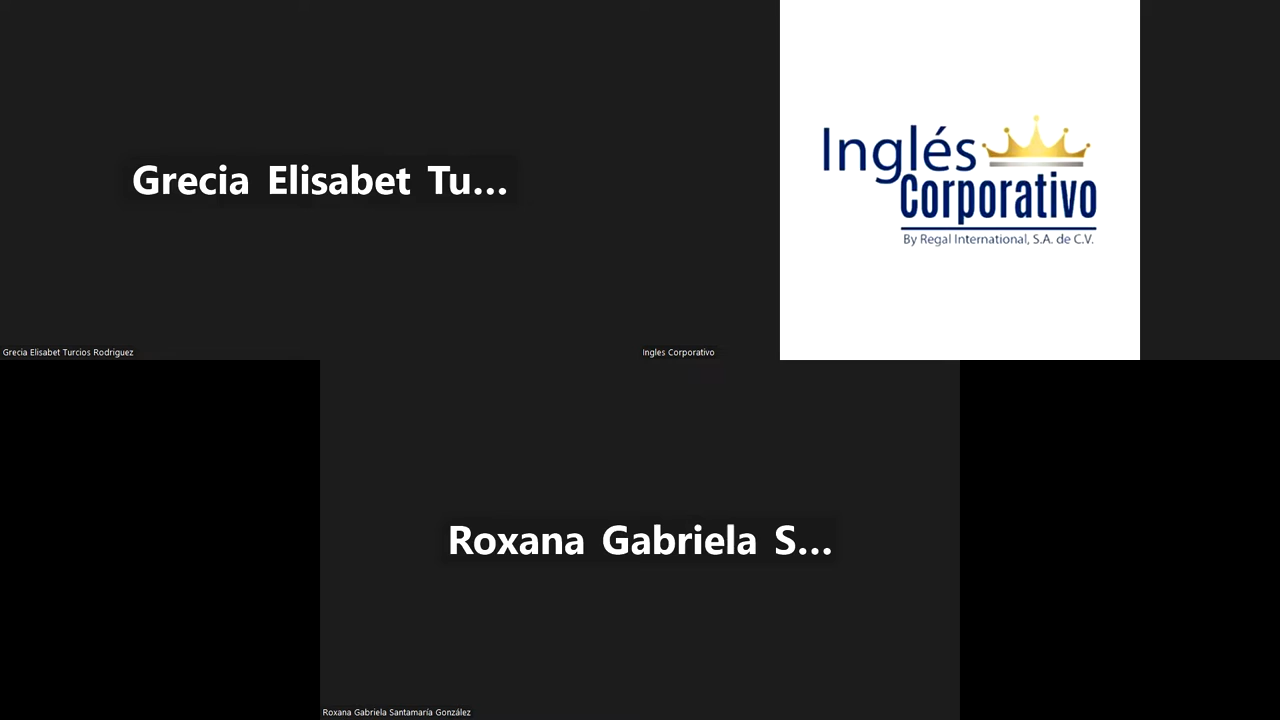 Grecia Elisabet Tu...
Grecia Elisabet Turcios Rodriguez
Inglés
Corporativo
By Regal International, S.A. de C.V.
Ingles Corporativo
Roxana Gabriela S...
Roxana Gabriela Santamaría González